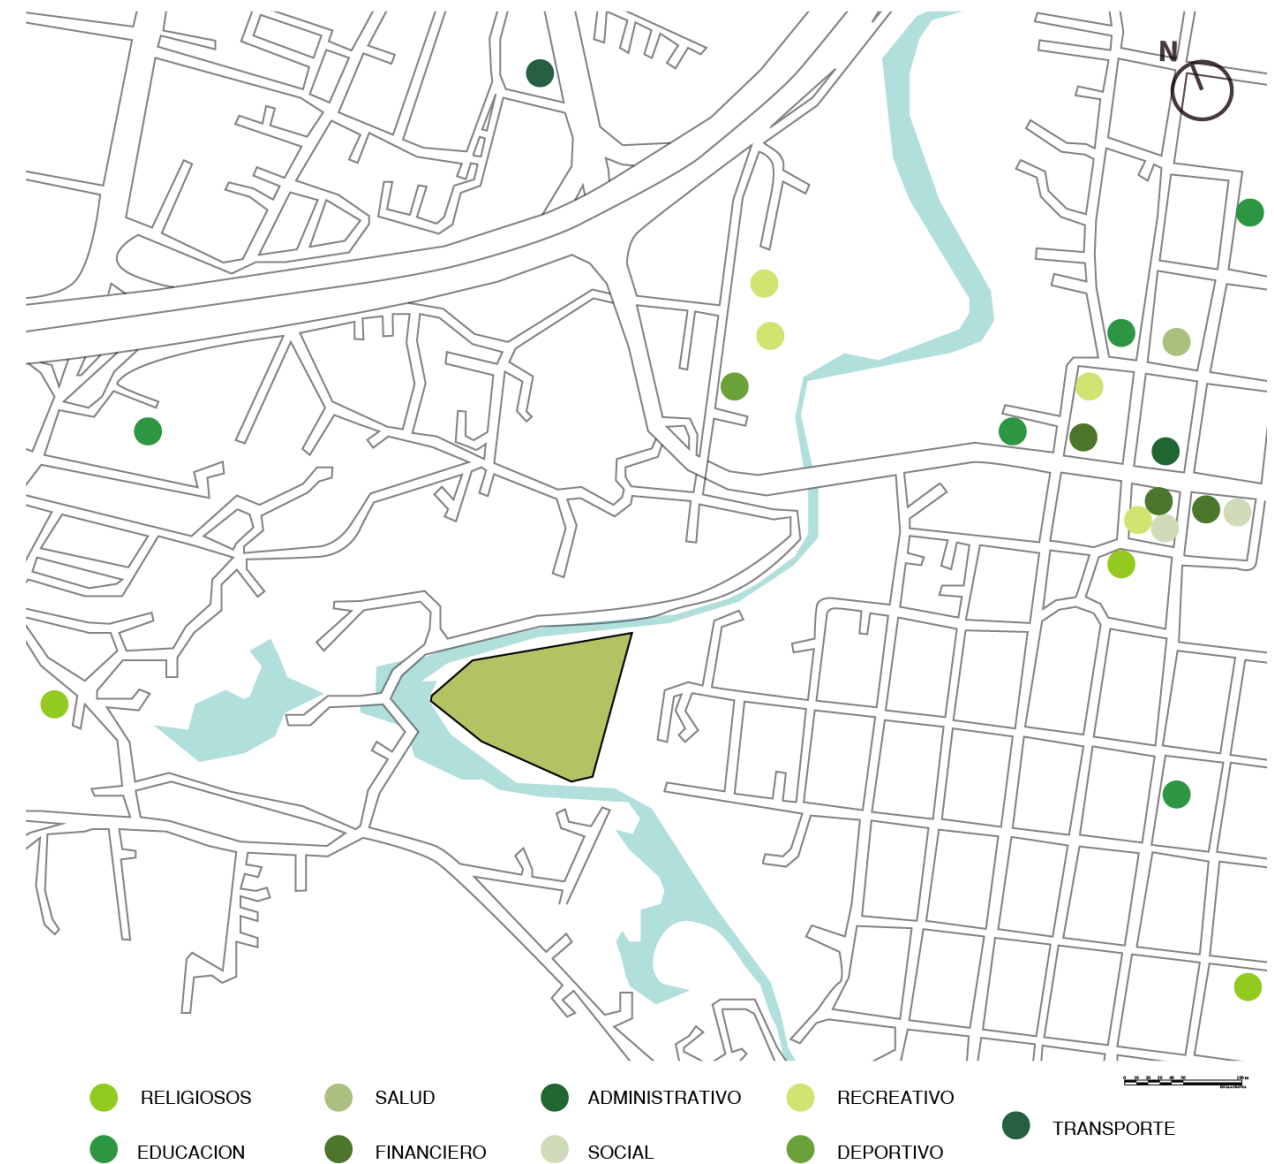 N
RELIGIOSOS
SALUD
ADMINISTRATIVO
RECREATIVO
TRANSPORTE
EDUCACION
FINANCIERO
SOCIAL
DEPORTIVO